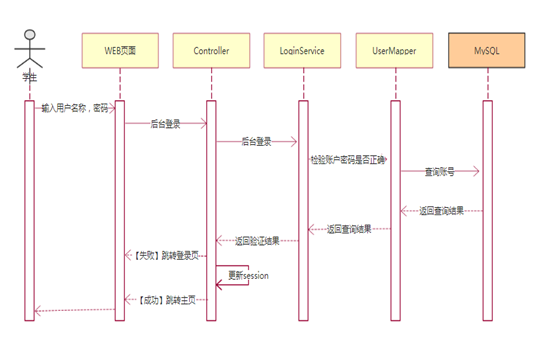 学生
WEB页面
Controller
LoginService
UserMapper
MySQL
输入用户名称，密码
后台登录
后台登录
检验账户密码是否正确
查询账号
返回查询结果
返回查询结果
返回验证结果
【失败】跳转登录页
更新session
【成功】跳转主页